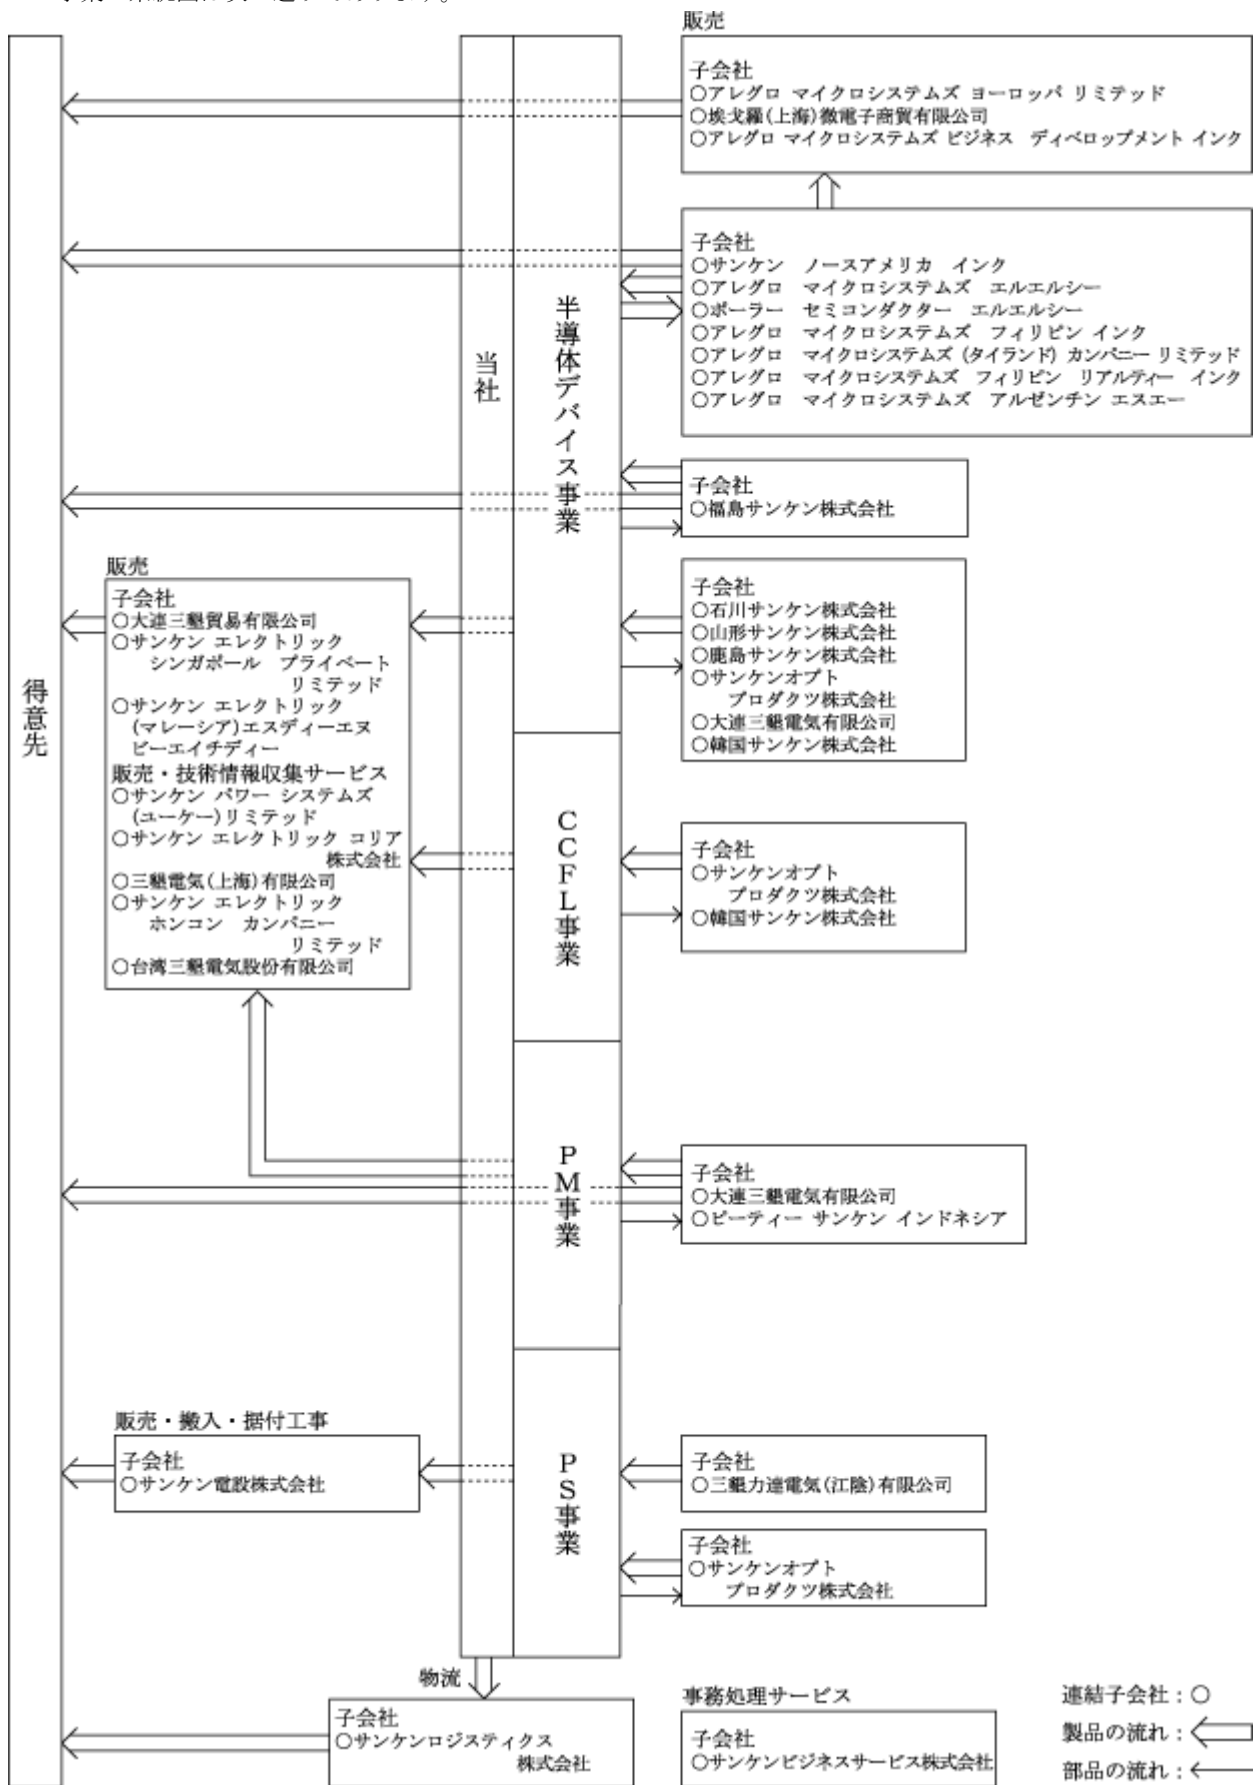 販売
子会社
○アレグロ マイクロシステムズ ヨーロッパ リミテッド
○埃戈羅(上海)微電子商貿有限公司
○アレグロ マイクロシステムズ ビジネス ディベロップメント インク
子会社
○サンケン ノースアメリカ インク
○アレグロ マイクロシステムズ エルエルシー
○ポーラー セミコンダクター エルエルシー
○アレグロ マイクロシステムズ フィリピン インク
○アレグロ マイクロシステムズ (タイランド) カンパニー リミテッド
○アレグロ マイクロシステムズ フィリピン リアルティー インク
○アレグロ マイクロシステムズ アルゼンチン エスエー
得意先
当社
半導体デバイス事業
子会社
○福島サンケン株式会社
子会社
○石川サンケン株式会社
○山形サンケン株式会社
○鹿島サンケン株式会社
○サンケンオプト
プロダクツ株式会社
○大連三墾電気有限公司
○韓国サンケン株式会社
販売
子会社
○大連三墾貿易有限公司
○サンケン エレクトリック
シンガポール プライベート
リミテッド
○サンケン エレクトリック
(マレーシア)エスディーエヌ
ビーエイチディー
販売・技術情報収集サービス
○サンケン パワー システムズ
(ユーケー)リミテッド
○サンケン エレクトリック コリア
株式会社
○三墾電気(上海)有限公司
○サンケン エレクトリック
ホンコン カンパニー
リミテッド
○台湾三墾電気股份有限公司
CCFL事業
子会社
○サンケンオプト
プロダクツ株式会社
○韓国サンケン株式会社
PM事業
子会社
○大連三墾電気有限公司
○ピーティー サンケン インドネシア
販売・搬入・据付工事
子会社
○サンケン電設株式会社
PS事業
子会社
○三墾力達電気(江陰)有限公司
子会社
○サンケンオプト
プロダクツ株式会社
物流
子会社
○サンケンロジスティクス
株式会社
事務処理サービス
子会社
○サンケンビジネスサービス株式会社
連結子会社：○
製品の流れ：
部品の流れ：